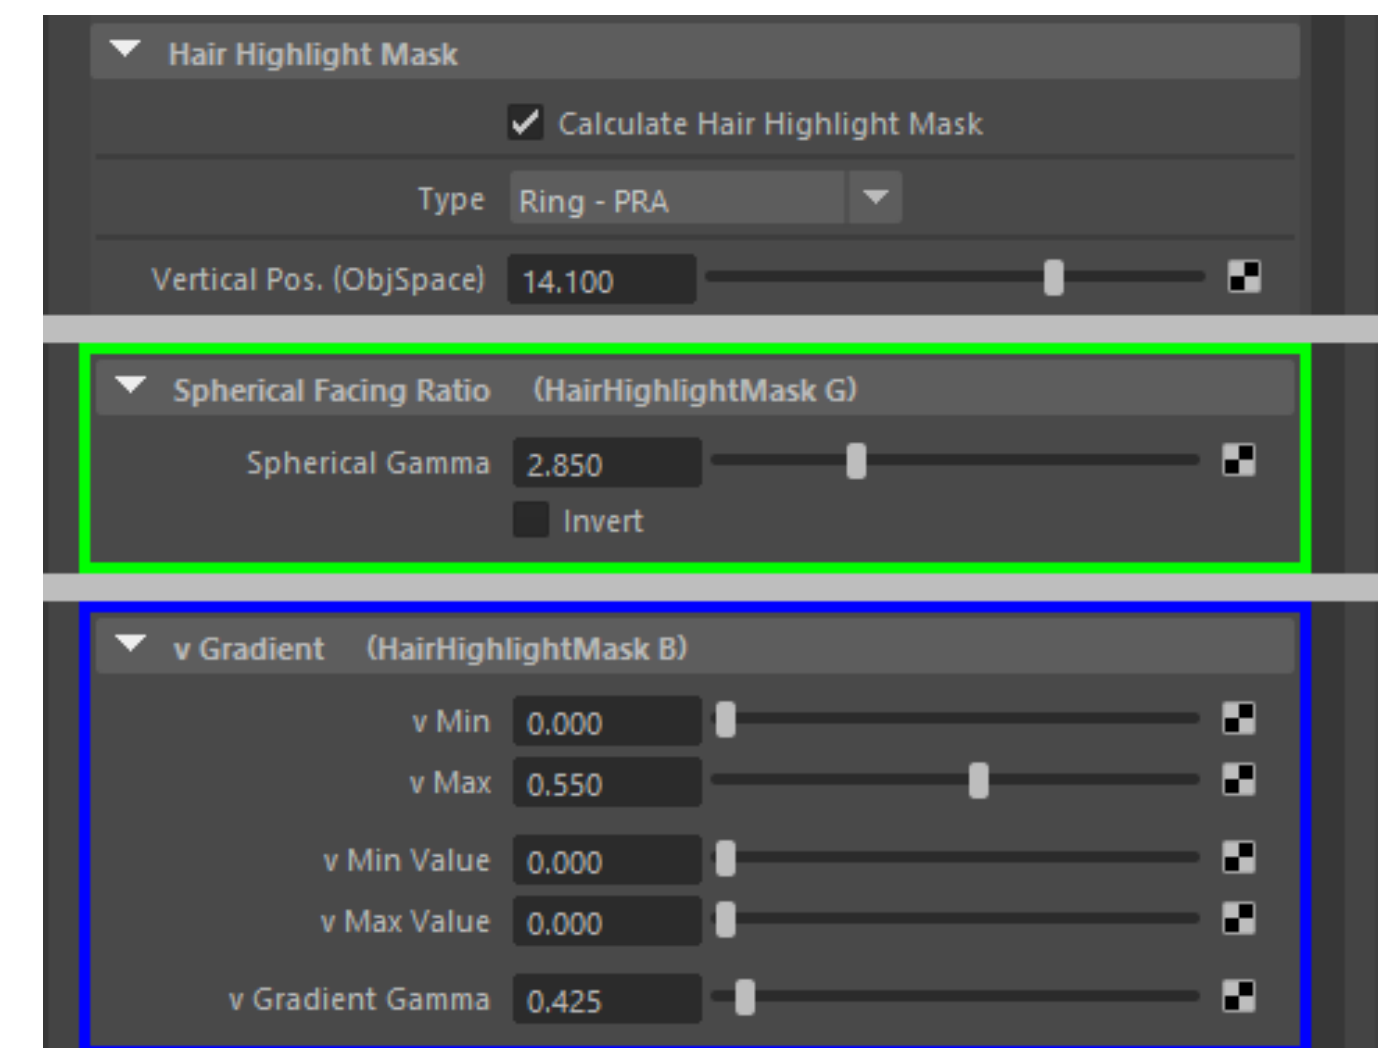 Hair Highlight Mask
Calculate Hair Highlight Mask
Type Ring - PRA
Vertical Pos. (ObjSpace) 14.100
Spherical Facing Ratio (HairHighlightMask G)
Spherical Gamma 2.850
Invert
v Gradient (HairHighlightMask B)
v Min 0.000
v Max 0.550
v Min Value 0.000
v Max Value 0.000
v Gradient Gamma 0.425